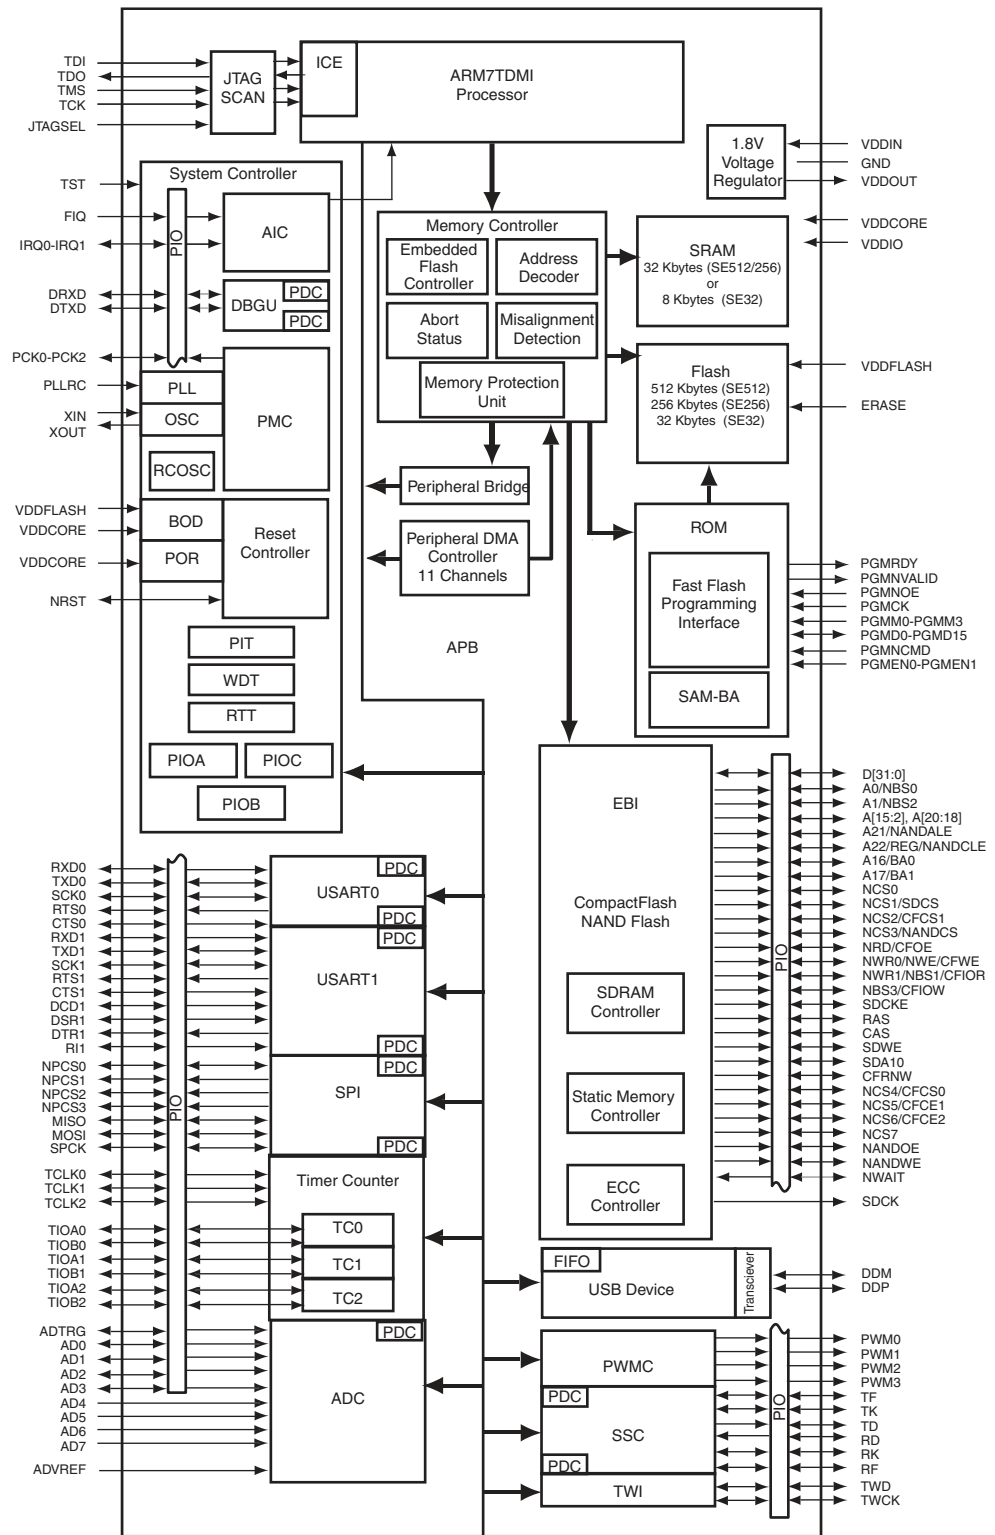 TDI
TDO
TMS
TCK
JTAGSEL
JTAG
SCAN
ICE
ARM7TDMI
Processor
1.8V
Voltage
Regulator
VDDIN
GND
VDDOUT
VDDCORE
VDDIO
System Controller
TST
FIQ
IRQ0-IRQ1
PIO
AIC
DRXD
DTXD
DBGU
PDC
PDC
PCK0-PCK2
PLLRC
PLL
XIN
XOUT
OSC
PMC
RCOSC
VDDFLASH
VDDCORE
BOD
VDDCORE
POR
Reset
Controller
NRST
PIT
WDT
RTT
PIOA
PIOC
PIOB
Memory Controller
Embedded
Flash
Controller
Address
Decoder
Abort
Status
Misalignment
Detection
Memory Protection
Unit
Peripheral Bridge
Peripheral DMA
Controller
11 Channels
APB
SRAM
32 Kbytes (SE512/256)
or
8 Kbytes (SE32)
Flash
512 Kbytes (SE512)
256 Kbytes (SE256)
32 Kbytes (SE32)
VDDFLASH
ERASE
ROM
Fast Flash
Programming
Interface
SAM-BA
PGMRDY
PGMNVALID
PGMNOE
PGMCK
PGMM0-PGMM3
PGMD0-PGMD15
PGMNCMD
PGMEN0-PGMEN1
EBI
CompactFlash
NAND Flash
SDRAM
Controller
Static Memory
Controller
ECC
Controller
PIO
D[31:0]
A0/NBS0
A1/NBS2
A[15:2], A[20:18]
A21/NANDALE
A22/REG/NANDCLE
A16/BA0
A17/BA1
NCS0
NCS1/SDCS
NCS2/CFCS1
NCS3/NANDCS
NRD/CFOE
NWR0/NWE/CFWE
NWR1/NBS1/CFIOR
NBS3/CFIOW
SDCKE
RAS
CAS
SDWE
SDA10
CFRNW
NCS4/CFCS0
NCS5/CFCE1
NCS6/CFCE2
NCS7
NANDOE
NANDWE
NWAIT
SDCK
RXD0
TXD0
SCK0
RTS0
CTS0
RXD1
TXD1
SCK1
RTS1
CTS1
DCD1
DSR1
DTR1
RI1
NPCS0
NPCS1
NPCS2
NPCS3
MISO
MOSI
SPCK
TCLK0
TCLK1
TCLK2
TIOA0
TIOB0
TIOA1
TIOB1
TIOA2
TIOB2
ADTRG
AD0
AD1
AD2
AD3
AD4
AD5
AD6
AD7
ADVREF
PIO
PDC
USART0
PDC
PDC
USART1
PDC
PDC
SPI
PDC
Timer Counter
TC0
TC1
TC2
PDC
ADC
FIFO
USB Device
Transciever
DDM
DDP
PWMC
PDC
SSC
PDC
TWI
PIO
PWM0
PWM1
PWM2
PWM3
TF
TK
TD
RD
RK
RF
TWD
TWCK